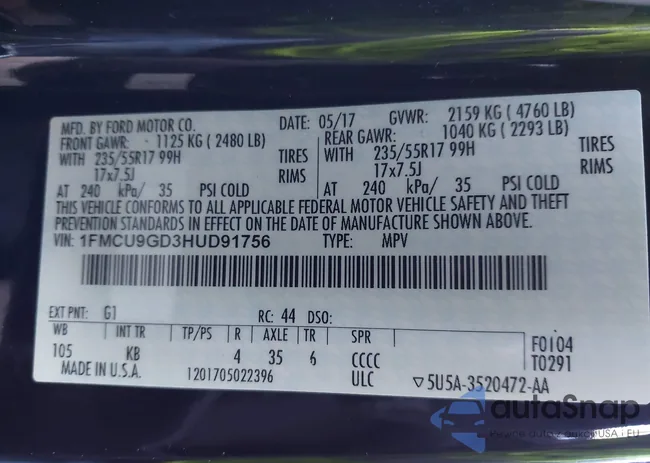 MFD. BY FORD MOTOR CO. DATE: 05/17 GVWR: 2159 KG ( 4760 LB)
FRONT GAWR: 1125 KG ( 2480 LB) REAR GAWR: 1040 KG ( 2293 LB)
WITH 235/55R17 99H TIRES WITH 235/55R17 99H TIRES
17x7.5J RIMS 17x7.5J RIMS
AT 240 kPa/ 35 PSI COLD AT 240 kPa/ 35 PSI COLD
THIS VEHICLE CONFORMS TO ALL APPLICABLE FEDERAL MOTOR VEHICLE SAFETY AND THEFT
PREVENTION STANDARDS IN EFFECT ON THE DATE OF MANUFACTURE SHOWN ABOVE.
VIN: 1FMCU9GD3HUD91756 TYPE: MPV
EXT PNT: G1 RC: 44 DSO:
WB INT TR TP/PS R AXLE TR SPR F0104
105 KB 4 35 6 CCCC T0291
MADE IN U.S.A. 1201705022396 ULC ▽5U5A-3520472-AA
autoSnap